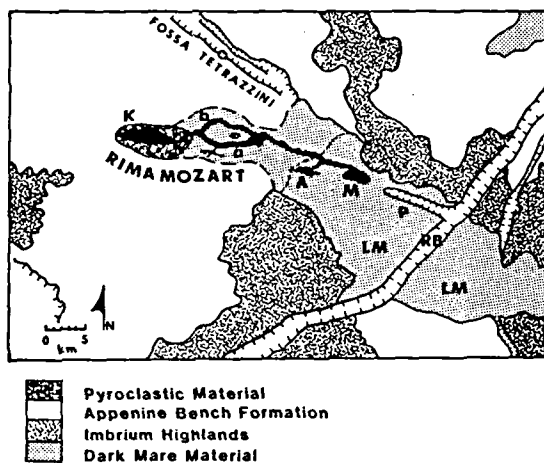 FOSSA TETRAZZINI
K
b
o
b
RIMA MOZART
A
M
P
RB
LM
LM
0 5
km
N
Pyroclastic Material
Appenine Bench Formation
Imbrium Highlands
Dark Mare Material